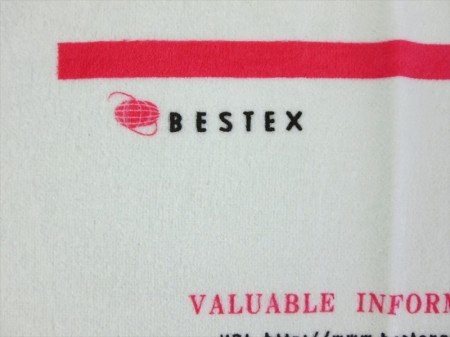 BESTEX
VALUABLE INFORM